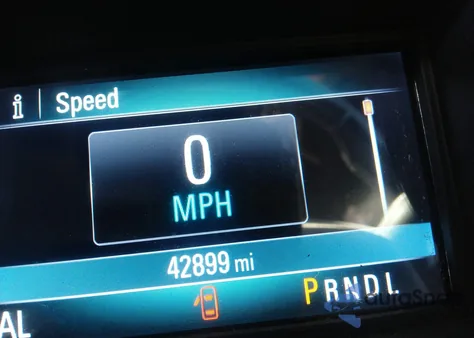 i | Speed
0
MPH
42899 mi
AL
PRNDL